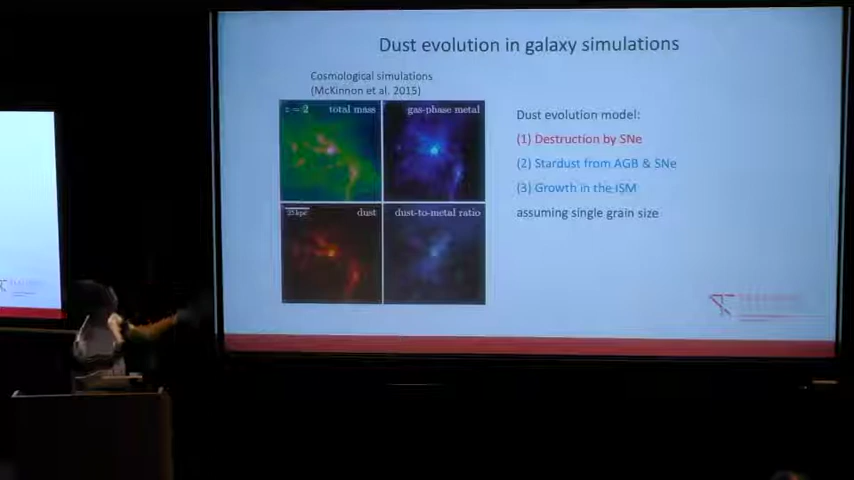 Dust evolution in galaxy simulations
Cosmological simulations
(McKinnon et al. 2015)
z = 2
total mass
gas-phase metal
25 kpc
dust
dust-to-metal ratio
Dust evolution model:
(1) Destruction by SNe
(2) Stardust from AGB & SNe
(3) Growth in the ISM
assuming single grain size